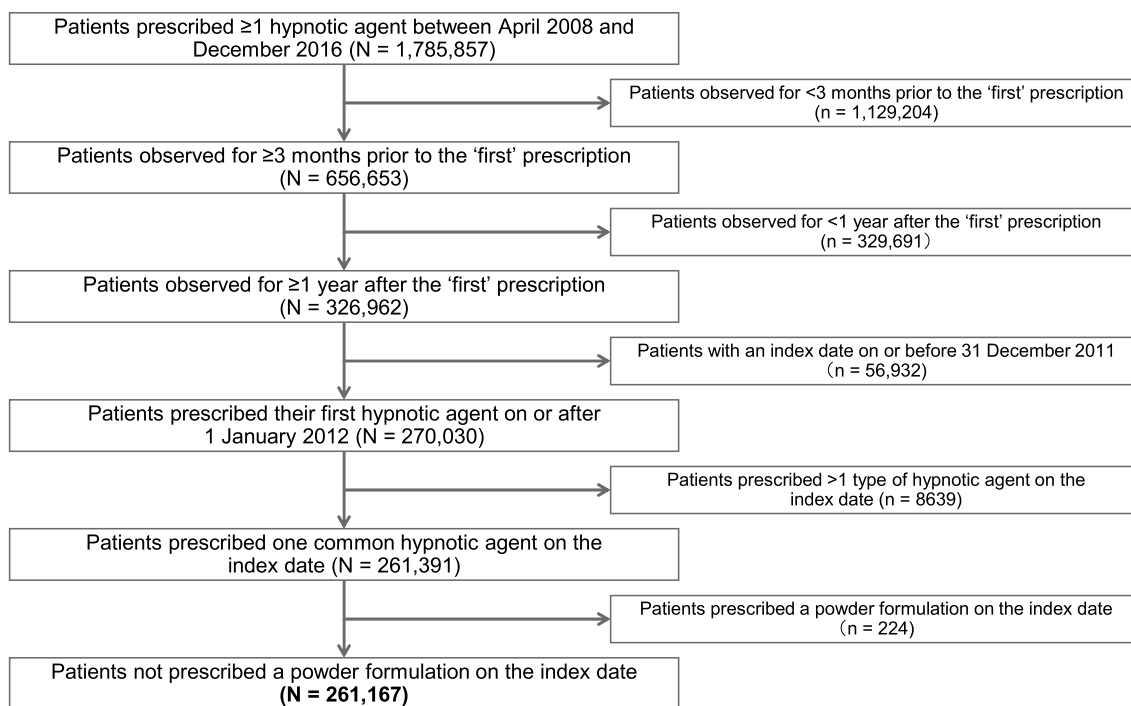 Patients prescribed ≥1 hypnotic agent between April 2008 and
December 2016 (N = 1,785,857)
Patients observed for <3 months prior to the ‘first’ prescription
(n = 1,129,204)
Patients observed for ≥3 months prior to the ‘first’ prescription
(N = 656,653)
Patients observed for <1 year after the ‘first’ prescription
(n = 329,691）
Patients observed for ≥1 year after the ‘first’ prescription
(N = 326,962)
Patients with an index date on or before 31 December 2011
（n = 56,932)
Patients prescribed their first hypnotic agent on or after
1 January 2012 (N = 270,030)
Patients prescribed >1 type of hypnotic agent on the
index date (n = 8639)
Patients prescribed one common hypnotic agent on the
index date (N = 261,391)
Patients prescribed a powder formulation on the index date
（n = 224)
Patients not prescribed a powder formulation on the index date
(N = 261,167)